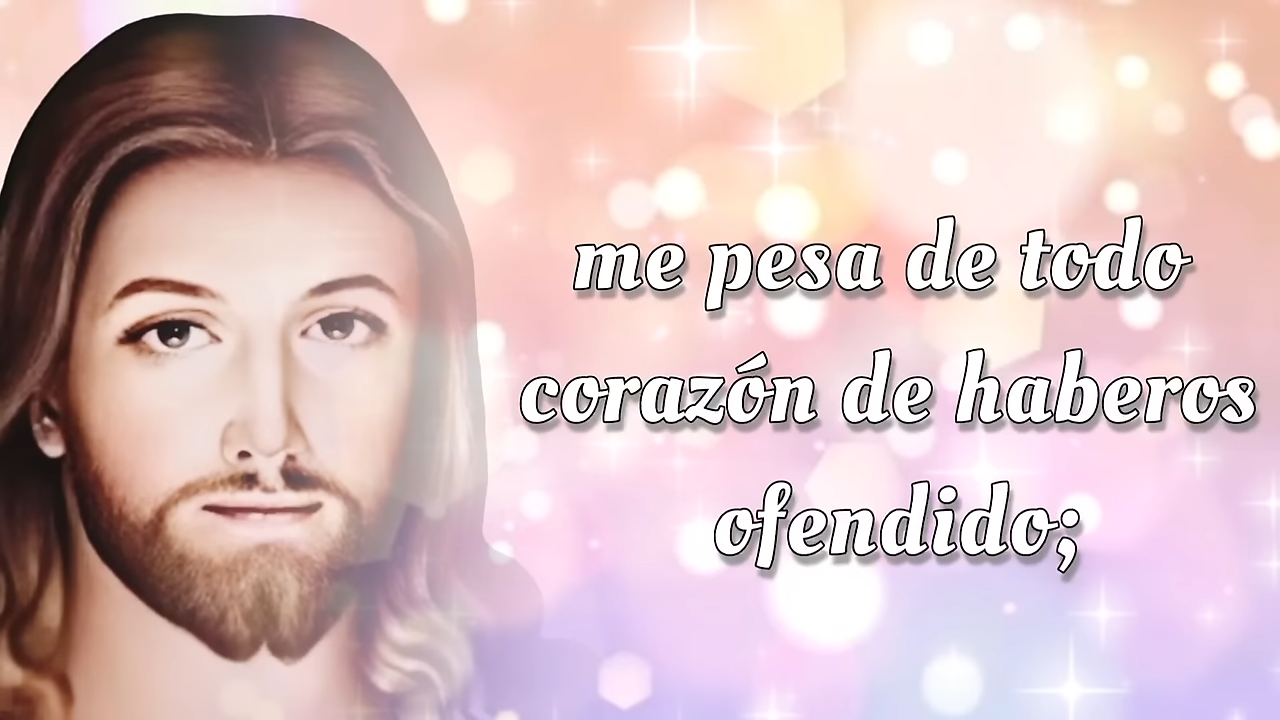 me pesa de todo
corazón de haberos
ofendido;